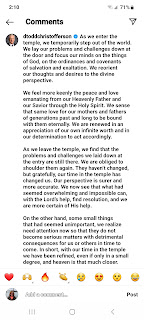 2:10
Comments
dtoddchristofferson As we enter the
temple, we temporarily step out of the world.
We lay our problems and challenges down at
the door and focus our minds on the things
of God, on the ordinances and covenants
of salvation and exaltation. We reorient
our thoughts and desires to the divine
perspective.
We feel more keenly the peace and love
emanating from our Heavenly Father and
our Savior through the Holy Spirit. We sense
that same love for our mothers and fathers
of generations past and long to be bound
with them eternally. We are renewed in an
appreciation of our own infinite worth and in
our determination to act accordingly.
As we leave the temple, we find that the
problems and challenges we laid down at
the entry are still there. We are obliged to
shoulder them again. They haven't changed
but gratefully, our time in the temple has
changed us. Our perspective is surer and
more accurate. We now see that what had
seemed overwhelming and impossible can,
with the Lord's help, find resolution, and we
are more certain of His help.
On the other hand, some small things
that had seemed unimportant, we realize
need attention now so that they do not
become serious matters with detrimental
consequences for us or others in time to
come. In short, with our time in the temple
we have been refined, even if only in a small
degree, and heaven is that much closer.
Add a comment...
Post